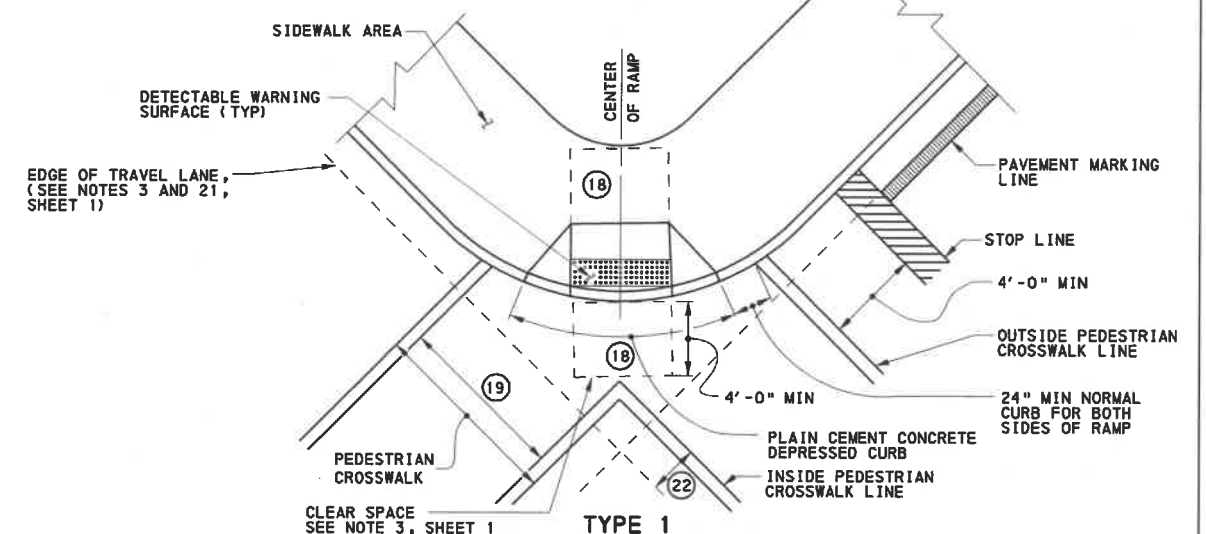 SIDEWALK AREA
CENTER
OF RAMP
DETECTABLE WARNING
SURFACE (TYP)
EDGE OF TRAVEL LANE,
(SEE NOTES 3 AND 21,
SHEET 1)
18
PAVEMENT MARKING
LINE
STOP LINE
4'-0" MIN
OUTSIDE PEDESTRIAN
CROSSWALK LINE
18
19
4'-0" MIN
24" MIN NORMAL
CURB FOR BOTH
SIDES OF RAMP
PLAIN CEMENT CONCRETE
DEPRESSED CURB
PEDESTRIAN
CROSSWALK
22
INSIDE PEDESTRIAN
CROSSWALK LINE
CLEAR SPACE
SEE NOTE 3, SHEET 1
TYPE 1